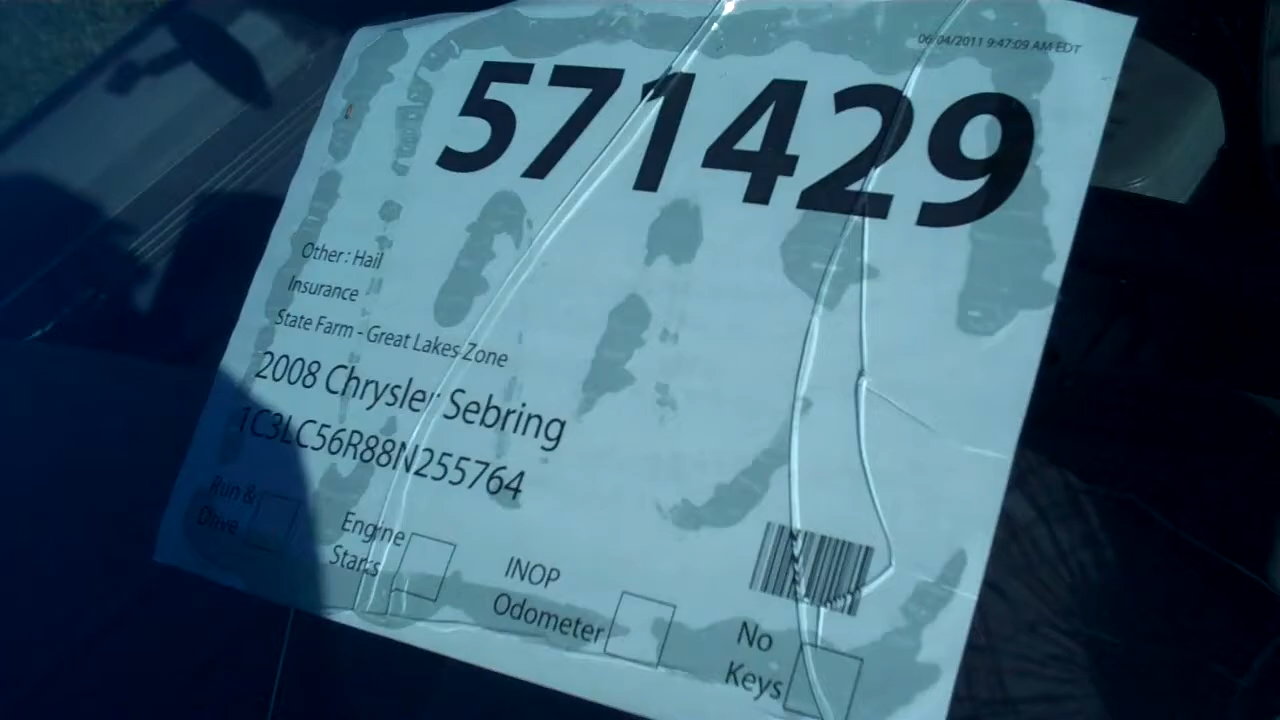 06/04/2011 9:47:09 AM EDT
571429
Other : Hail
Insurance
State Farm - Great Lakes Zone
2008 Chrysler Sebring
1C3LC56R88N255764
Run &
Drive
Engine
Starts
INOP
Odometer
No
Keys